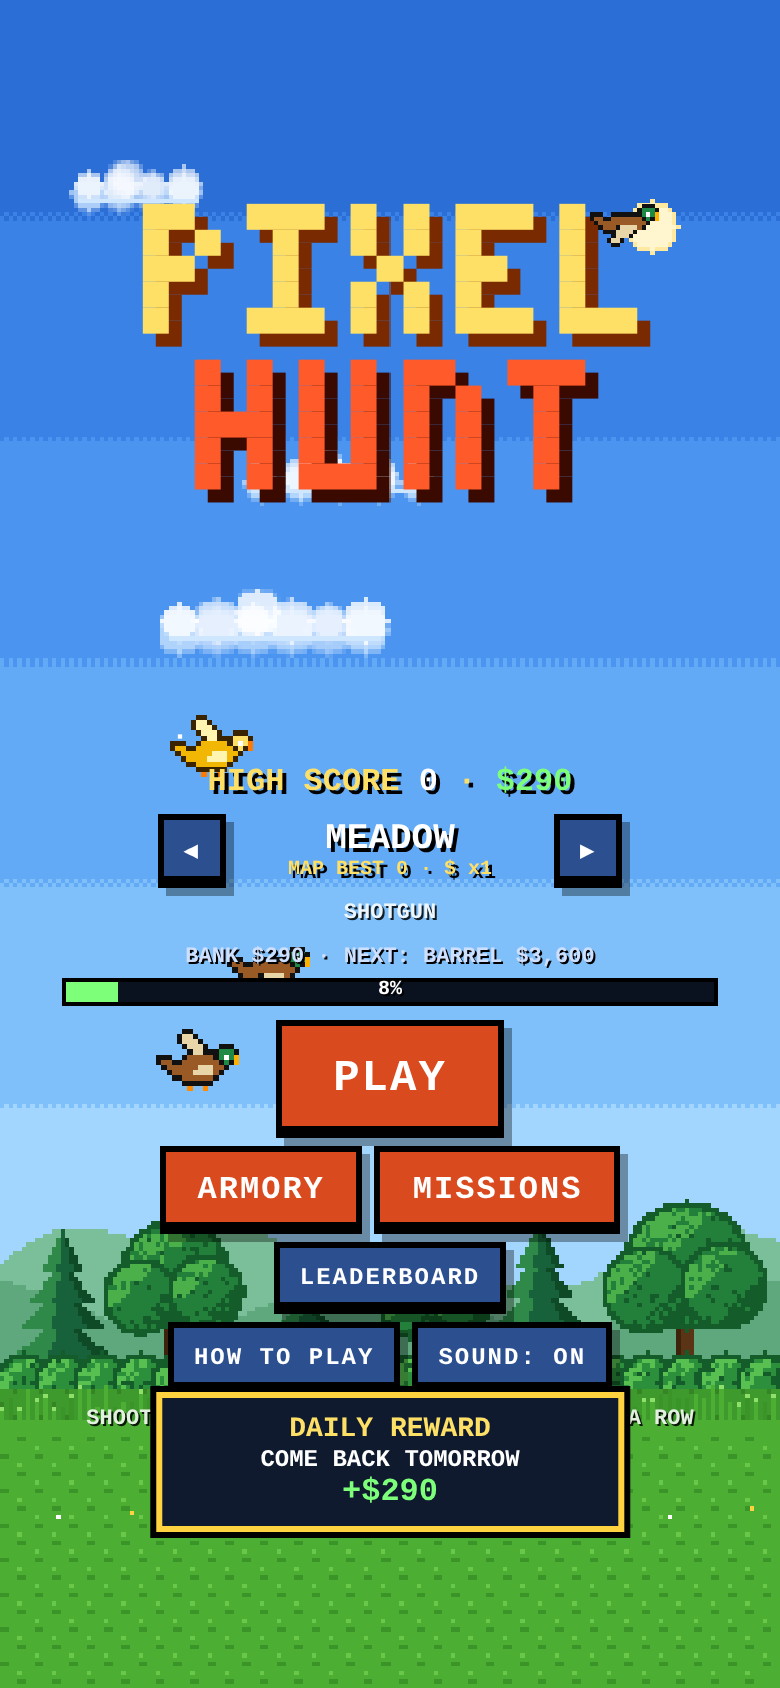 PIXEL
HUNT
HIGH SCORE 0 · $290
◄ MEADOW ►
MAP BEST 0 · $ x1
SHOTGUN
BANK $290 · NEXT: BARREL $3,600
8%
PLAY
ARMORY MISSIONS
LEADERBOARD
HOW TO PLAY SOUND: ON
SHOOT A ROW
DAILY REWARD
COME BACK TOMORROW
+$290